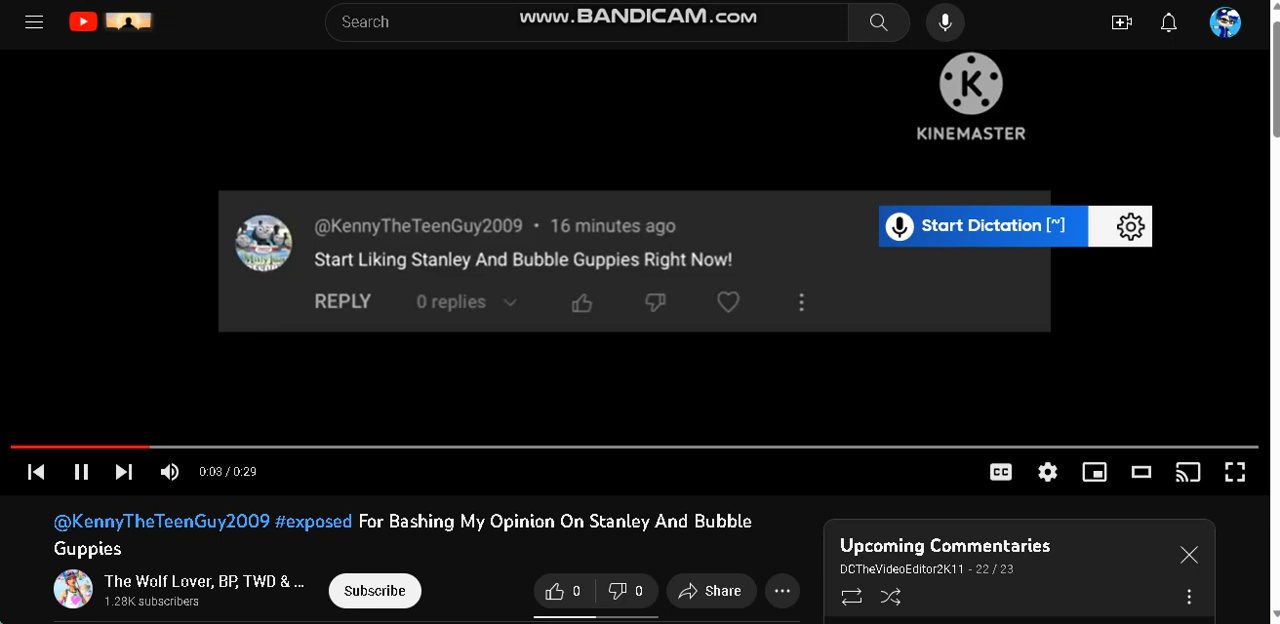 Search
WWW.BANDICAM.COM
KINEMASTER
@KennyTheTeenGuy2009 • 16 minutes ago
Start Dictation [~]
Start Liking Stanley And Bubble Guppies Right Now!
REPLY 0 replies
0:03 / 0:29
CC
@KennyTheTeenGuy2009 #exposed For Bashing My Opinion On Stanley And Bubble
Guppies
The Wolf Lover, BP, TWD & ...
1.28K subscribers
Subscribe
0 0 Share
Upcoming Commentaries
DCTheVideoEditor2K11 - 22 / 23